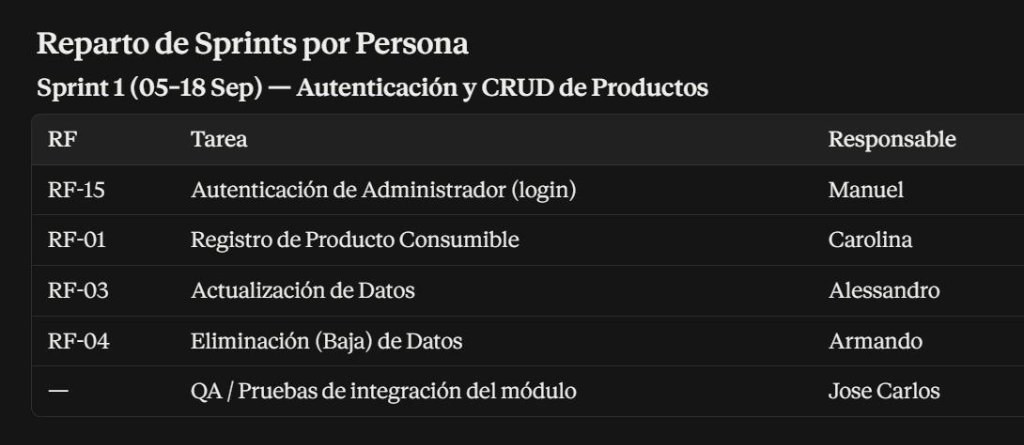 Reparto de Sprints por Persona
Sprint 1 (05–18 Sep) — Autenticación y CRUD de Productos
RF Tarea Responsable
RF-15 Autenticación de Administrador (login) Manuel
RF-01 Registro de Producto Consumible Carolina
RF-03 Actualización de Datos Alessandro
RF-04 Eliminación (Baja) de Datos Armando
— QA / Pruebas de integración del módulo Jose Carlos